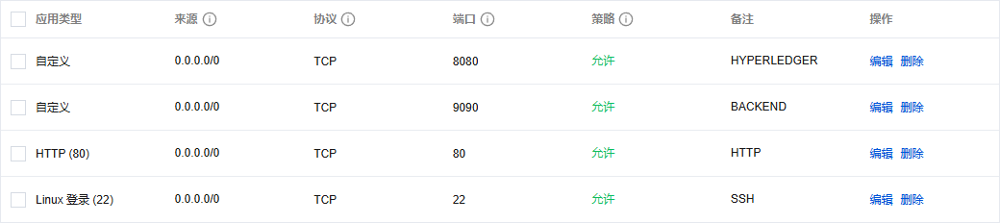 应用类型 来源 协议 端口 策略 备注 操作
自定义 0.0.0.0/0 TCP 8080 允许 HYPERLEDGER 编辑 删除
自定义 0.0.0.0/0 TCP 9090 允许 BACKEND 编辑 删除
HTTP (80) 0.0.0.0/0 TCP 80 允许 HTTP 编辑 删除
Linux 登录 (22) 0.0.0.0/0 TCP 22 允许 SSH 编辑 删除